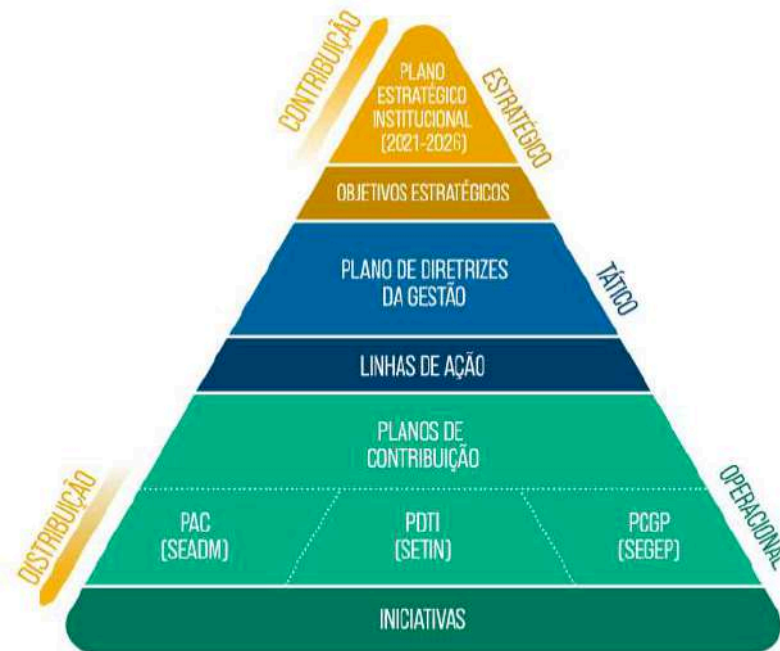 CONTRIBUIÇÃO
PLANO
ESTRATÉGICO
INSTITUCIONAL
(2021-2026)
ESTRATÉGICO
OBJETIVOS ESTRATÉGICOS
PLANO DE DIRETRIZES
DA GESTÃO
TÁTICO
LINHAS DE AÇÃO
PLANOS DE
CONTRIBUIÇÃO
DISTRIBUIÇÃO
PAC
(SEADM)
PDTI
(SETIN)
PCGP
(SEGEP)
OPERACIONAL
INICIATIVAS